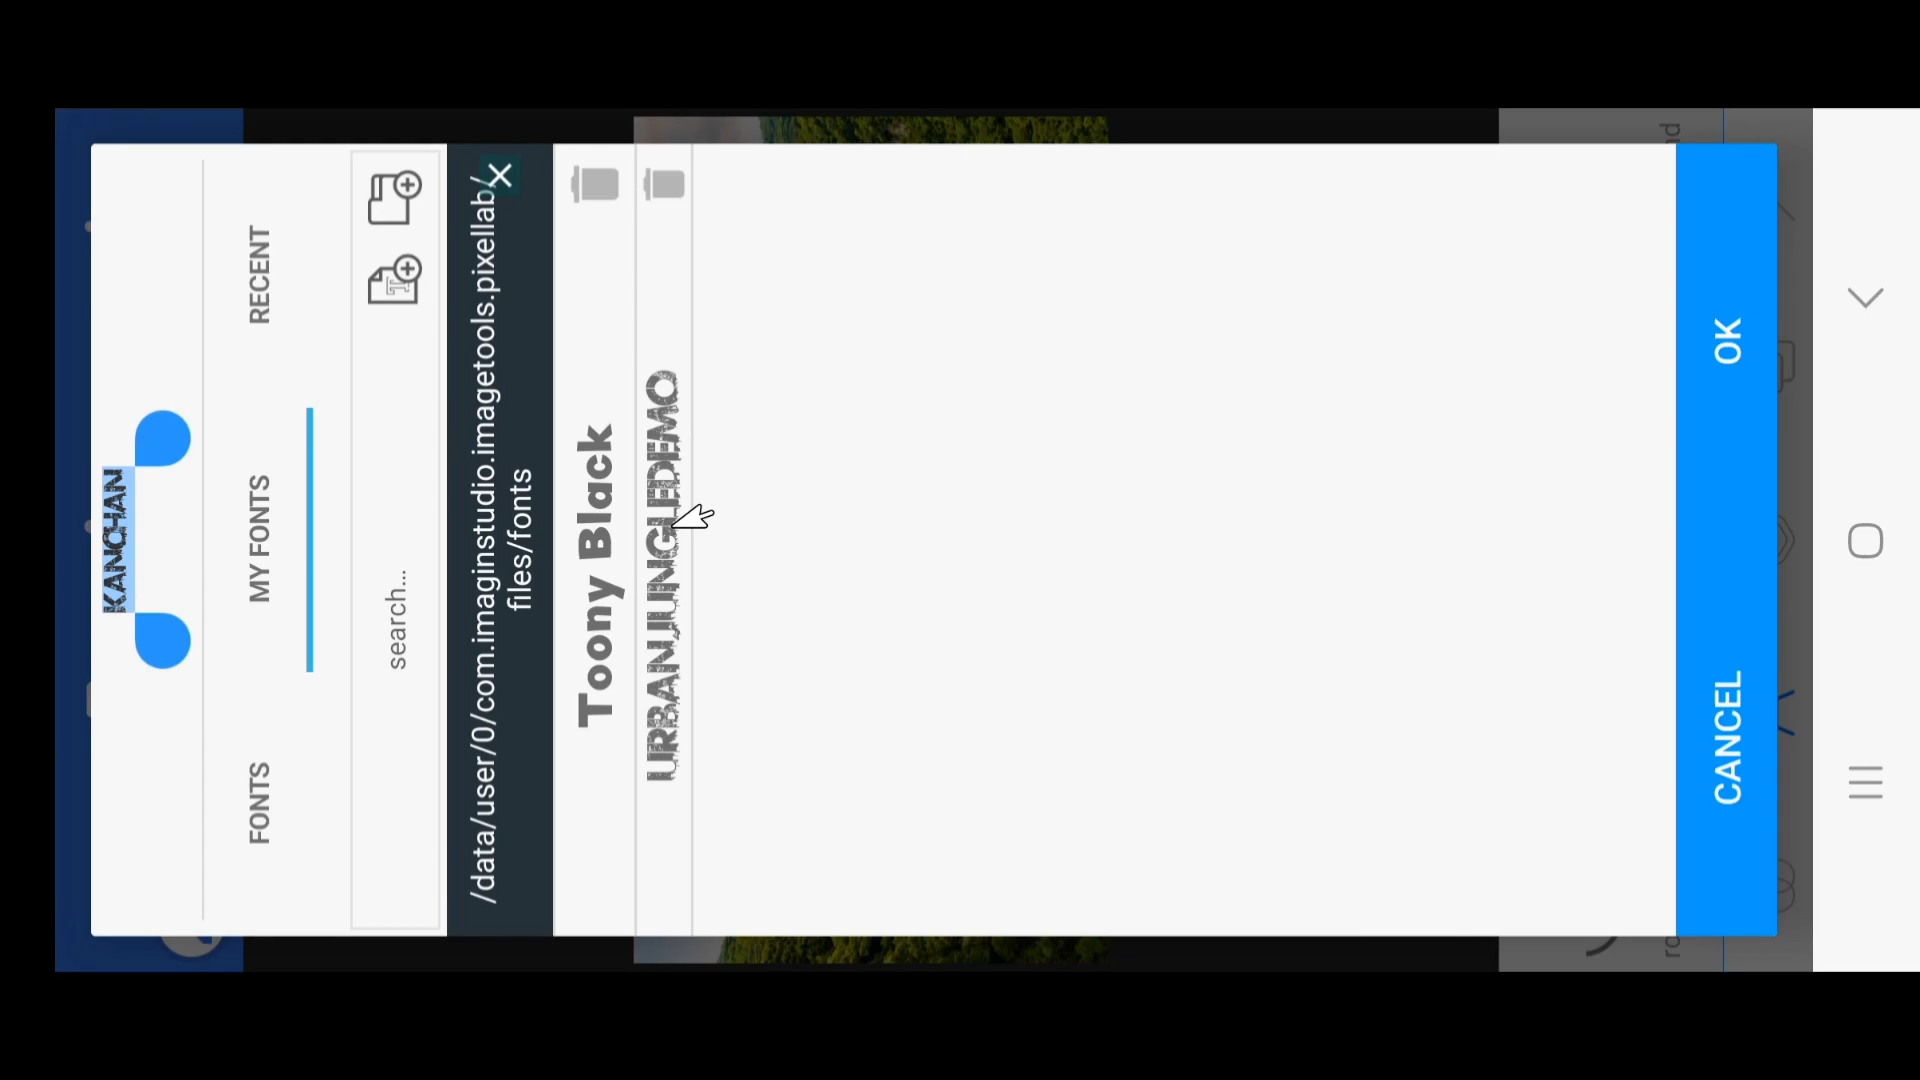 KANCHAN
FONTS MY FONTS RECENT
search...
/data/user/0/com.imaginstudio.imagetools.pixellab/
files/fonts
Toony Black
URBANJUNGLEDEMO
CANCEL OK